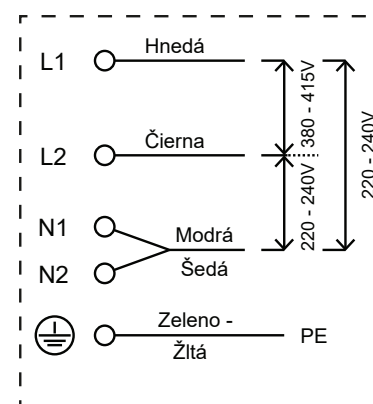 L1
Hnedá
L2
Čierna
N1
Modrá
N2
Šedá
Zeleno -
Žltá
PE
380 - 415V
220 - 240V
220 - 240V